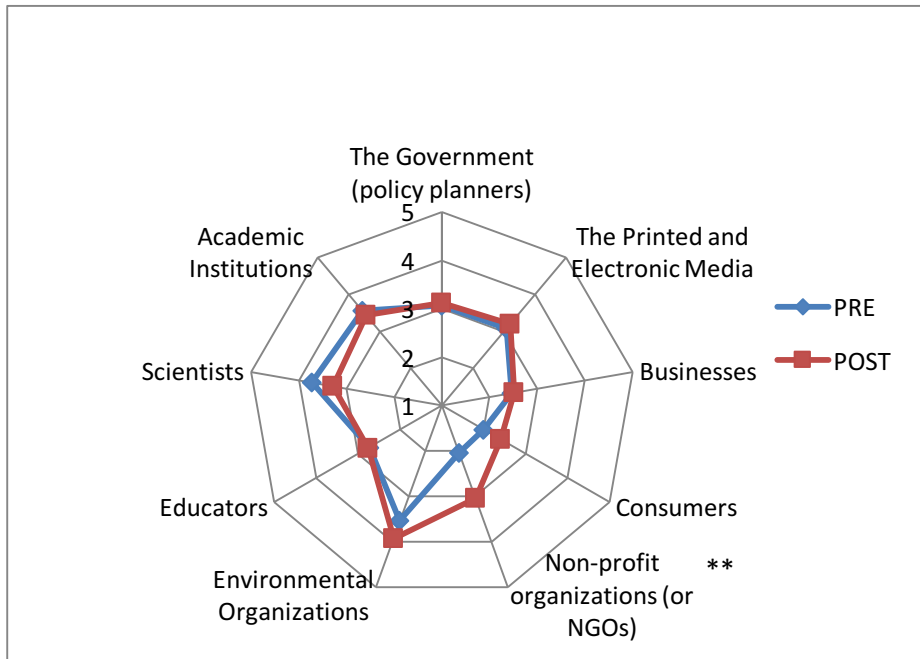 The Government
(policy planners)
5
4
3
2
1
The Printed and
Electronic Media
Businesses
Consumers
Non-profit **
organizations (or
NGOs)
Environmental
Organizations
Educators
Scientists
Academic
Institutions
PRE
POST